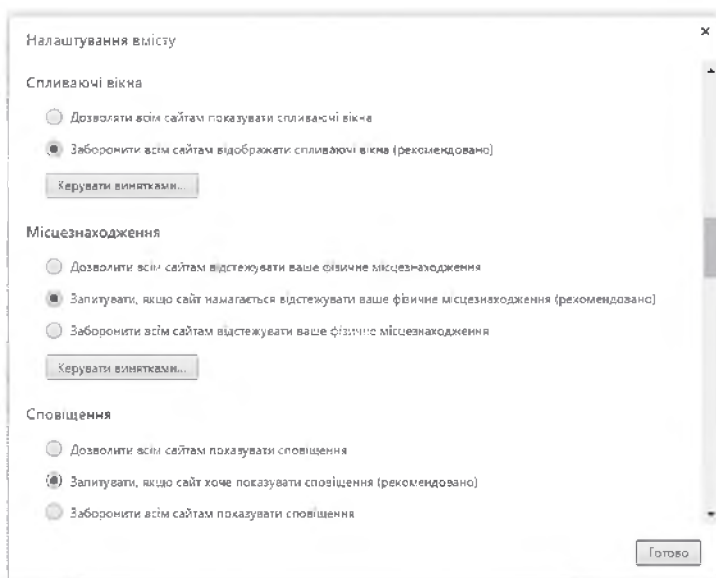 Налаштування вмісту
Спливаючі вікна
Дозволяти всім сайтам показувати спливаючі вікна
Заборонити всім сайтам відображати спливаючі вікна (рекомендовано)
Керувати винятками...
Місцезнаходження
Дозволити всім сайтам відстежувати ваше фізичне місцезнаходження
Запитувати, якщо сайт намагається відстежувати ваше фізичне місцезнаходження (рекомендовано)
Заборонити всім сайтам відстежувати ваше фізичне місцезнаходження
Керувати винятками...
Сповіщення
Дозволити всім сайтам показувати сповіщення
Запитувати, якщо сайт хоче показувати сповіщення (рекомендовано)
Заборонити всім сайтам показувати сповіщення
Готово